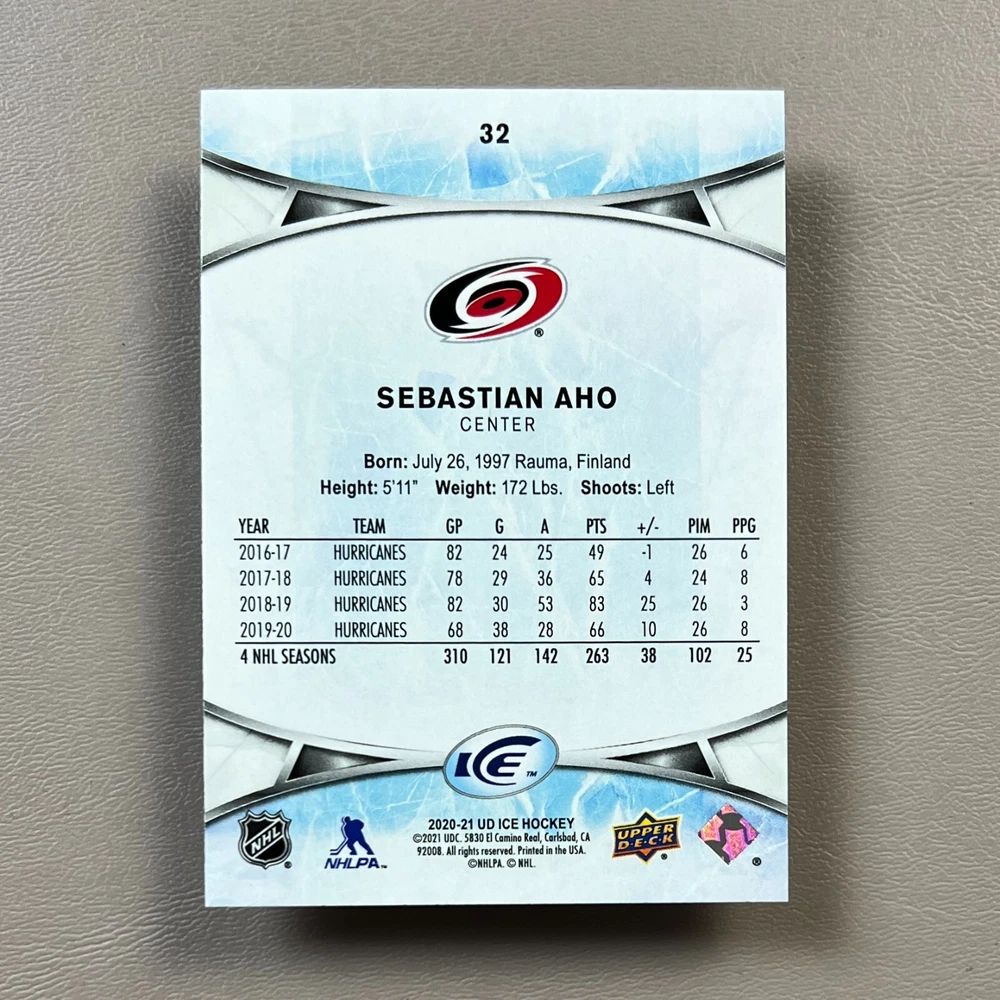 32
®
SEBASTIAN AHO
CENTER
Born: July 26, 1997 Rauma, Finland
Height: 5'11" Weight: 172 Lbs. Shoots: Left
YEAR TEAM GP G A PTS +/- PIM PPG
2016-17 HURRICANES 82 24 25 49 -1 26 6
2017-18 HURRICANES 78 29 36 65 4 24 8
2018-19 HURRICANES 82 30 53 83 25 26 3
2019-20 HURRICANES 68 38 28 66 10 26 8
4 NHL SEASONS 310 121 142 263 38 102 25
ICE TM
NHL ®
NHLPA™
2020-21 UD ICE HOCKEY
©2021 UDC. 5830 El Camino Real, Carlsbad, CA
92008. All rights reserved. Printed in the USA.
©NHLPA. © NHL.
UPPER
D·E·C·K ®
®